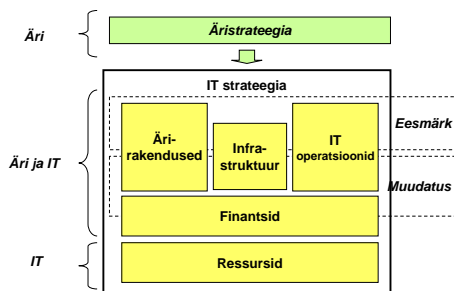 Äri
Äristrateegia
IT strateegia
Äri-
rakendused
Infra-
struktuur
IT
operatsioonid
Eesmärk
Äri ja IT
Muudatus
Finantsid
IT
Ressursid